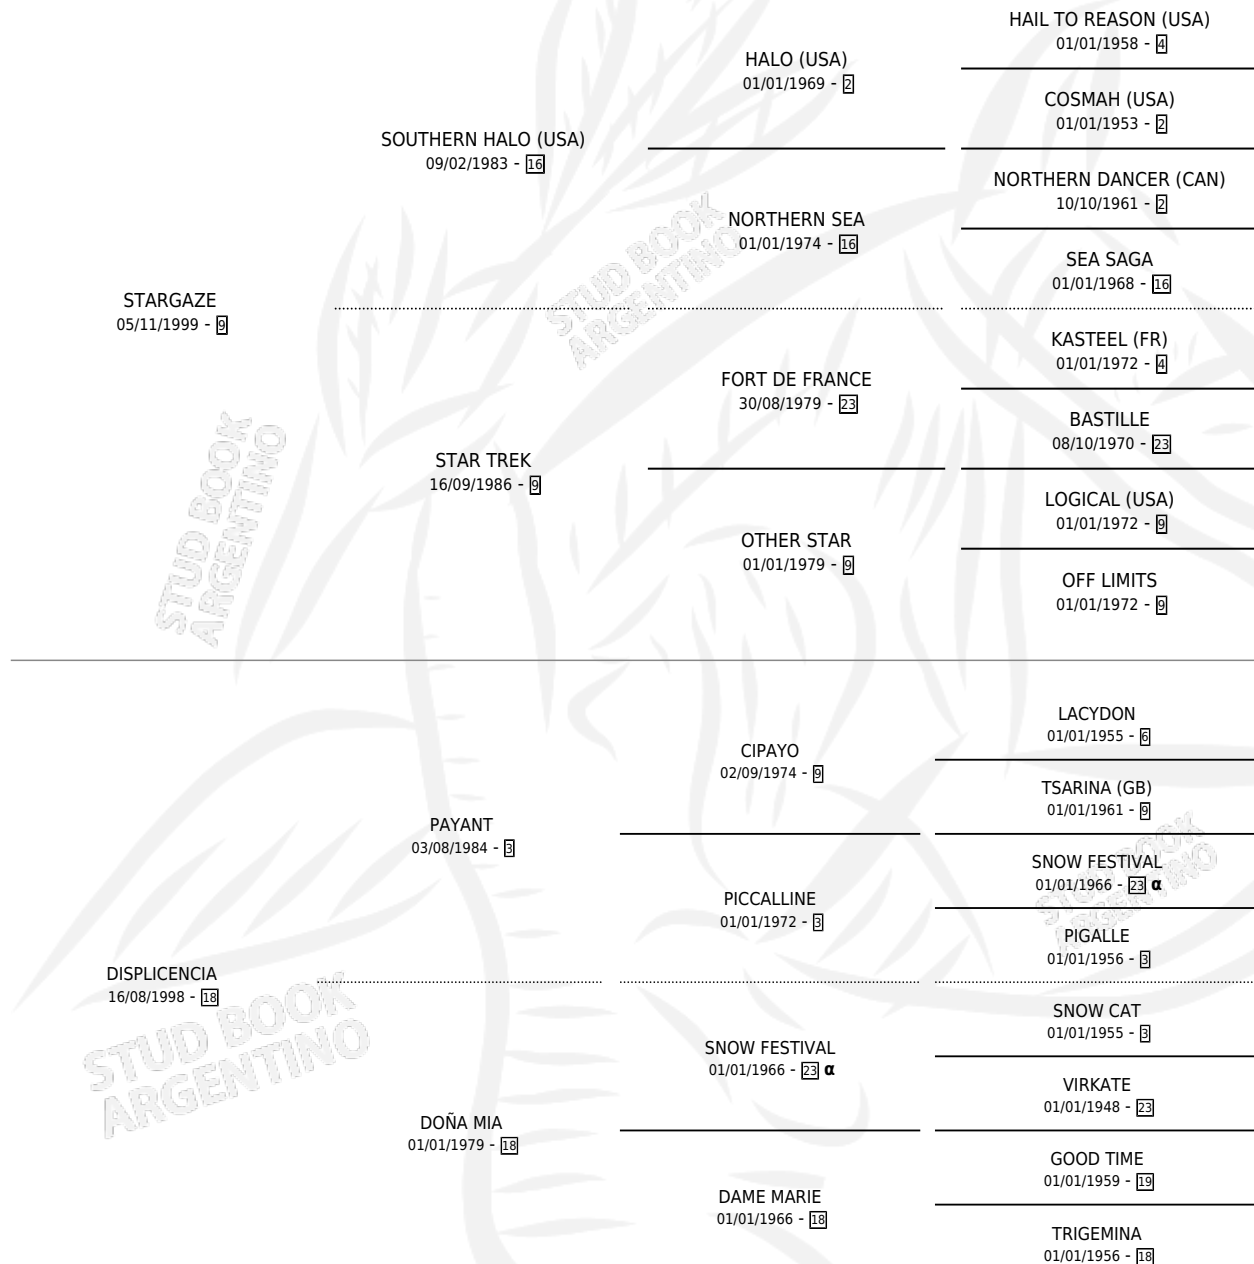 HAIL TO REASON (USA)
01/01/1958 - 4
HALO (USA)
01/01/1969 - 2
COSMAH (USA)
01/01/1953 - 2
SOUTHERN HALO (USA)
09/02/1983 - 16
NORTHERN DANCER (CAN)
10/10/1961 - 2
NORTHERN SEA
01/01/1974 - 16
SEA SAGA
01/01/1968 - 16
STARGAZE
05/11/1999 - 9
KASTEEL (FR)
01/01/1972 - 4
FORT DE FRANCE
30/08/1979 - 23
BASTILLE
08/10/1970 - 23
STAR TREK
16/09/1986 - 9
LOGICAL (USA)
01/01/1972 - 9
OTHER STAR
01/01/1979 - 9
OFF LIMITS
01/01/1972 - 9
LACYDON
01/01/1955 - 6
CIPAYO
02/09/1974 - 9
TSARINA (GB)
01/01/1961 - 9
PAYANT
03/08/1984 - 3
SNOW FESTIVAL
01/01/1966 - 23 α
PICCALLINE
01/01/1972 - 3
PIGALLE
01/01/1956 - 3
DISPLICENCIA
16/08/1998 - 18
SNOW CAT
01/01/1955 - 3
SNOW FESTIVAL
01/01/1966 - 23 α
VIRKATE
01/01/1948 - 23
DOÑA MIA
01/01/1979 - 18
GOOD TIME
01/01/1959 - 19
DAME MARIE
01/01/1966 - 18
TRIGEMINA
01/01/1956 - 18
STUD BOOK
ARGENTINO
STUD BOOK
ARGENTINO
STUD BOOK
ARGENTINO
STUD BOOK
ARGENTINO